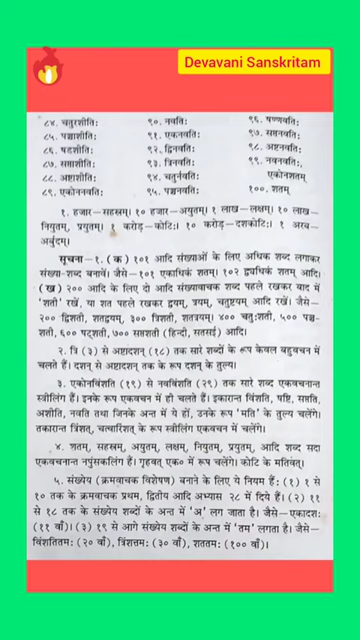 Devavani Sanskritam
८४. चतुरशीतिः ९०. नवतिः ९६. षण्णवतिः
८५. पञ्चाशीतिः ९१. एकनवतिः ९७. सप्तनवतिः
८६. षडशीतिः ९२. द्विनवतिः ९८. अष्टनवतिः
८७. सप्ताशीतिः ९३. त्रिनवतिः ९९. नवनवतिः,
८८. अष्टाशीतिः ९४. चतुर्नवतिः एकोनशतम्
८९. एकोननवतिः ९५. पञ्चनवतिः १००. शतम्
१. हजार—सहस्रम्। १० हजार—अयुतम्। १ लाख—लक्षम्। १० लाख—
नियुतम्, प्रयुतम्। १ करोड़—कोटिः। १० करोड़—दशकोटिः। १ अरब—
अर्बुदम्।
सूचना—१. (क) १०१ आदि संख्याओं के लिए अधिक शब्द लगाकर
संख्या-शब्द बनावें। जैसे—१०१ एकाधिकं शतम्। १०२ द्व्यधिकं शतम् आदि।
(ख) २०० आदि के लिए दो आदि संख्यावाचक शब्द पहले रखकर बाद में
'शती' रखें, या शत पहले रखकर द्वयम्, त्रयम्, चतुष्टयम् आदि रखें। जैसे—
२०० द्विशती, शतद्वयम्, ३०० त्रिशती, शतत्रयम्। ४०० चतुःशती, ५०० पञ्च-
शती, ६०० षट्शती, ७०० सप्तशती (हिन्दी, सतसई) आदि।
२. त्रि (३) से अष्टादशन् (१८) तक सारे शब्दों के रूप केवल बहुवचन में
चलते हैं। दशन् से अष्टादशन् तक के रूप दशन् के तुल्य।
३. एकोनविंशति (१९) से नवविंशति (२९) तक सारे शब्द एकवचनान्त
स्त्रीलिंग हैं। इनके रूप एकवचन में ही चलते हैं। इकारान्त विंशति, षष्टि, सप्तति,
अशीति, नवति तथा जिनके अन्त में ये हों, उनके रूप 'मति' के तुल्य चलेंगे।
तकारान्त त्रिंशत्, चत्वारिंशत् के रूप स्त्रीलिंग एकवचन में चलेंगे।
४. शतम्, सहस्रम्, अयुतम्, लक्षम्, नियुतम्, प्रयुतम्, आदि शब्द सदा
एकवचनान्त नपुंसकलिंग हैं। गृहवत् एक० में रूप चलेंगे। कोटि के मतिवत्।
५. संख्येय (क्रमवाचक विशेषण) बनाने के लिए ये नियम हैं: (१) १ से
१० तक के क्रमवाचक प्रथम, द्वितीय आदि अभ्यास २८ में दिये हैं। (२) ११
से १८ तक के संख्येय शब्दों के अन्त में 'अ' लग जाता है। जैसे—एकादशः
(११ वाँ)। (३) १९ से आगे संख्येय शब्दों के अन्त में 'तम' लगता है। जैसे—
विंशतितमः (२० वाँ), त्रिंशत्तमः (३० वाँ), शततमः (१०० वाँ)।